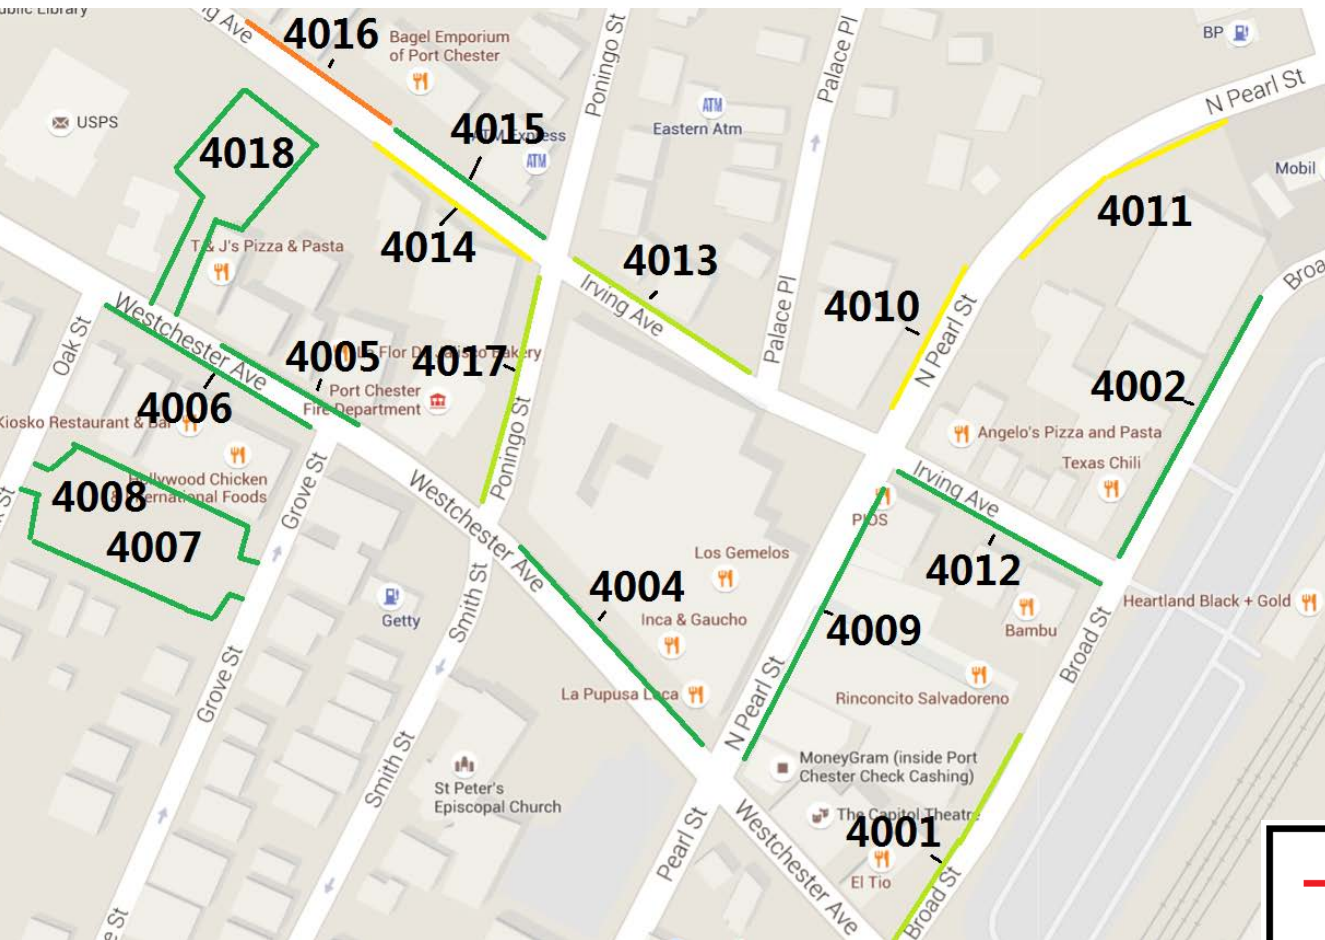 4016
Bagel Emporium
of Port Chester
Poningo St
Palace Pl
BP
N Pearl St
USPS
4018
4015
ATM
Eastern Atm
ATM
Mobil
4011
T & J's Pizza & Pasta
4014
4013
Irving Ave
Palace Pl
4010
N Pearl St
Westchester Ave
Oak St
4005
4017
Port Chester
Fire Department
4006
4002
Kiosko Restaurant & Bar
Angelo's Pizza and Pasta
Texas Chili
Hollywood Chicken
& International Foods
4008
4007
Grove St
Poningo St
Westchester Ave
Irving Ave
PIOS
Los Gemelos
4012
4004
Getty
Smith St
Inca & Gaucho
4009
Bambu
Heartland Black + Gold
Broad St
La Pupusa Loca
Rinconcito Salvadoreno
Grove St
N Pearl St
Smith St
St Peter's
Episcopal Church
MoneyGram (inside Port
Chester Check Cashing)
The Capitol Theatre
4001
El Tio
Pearl St
Westchester Ave
Broad St